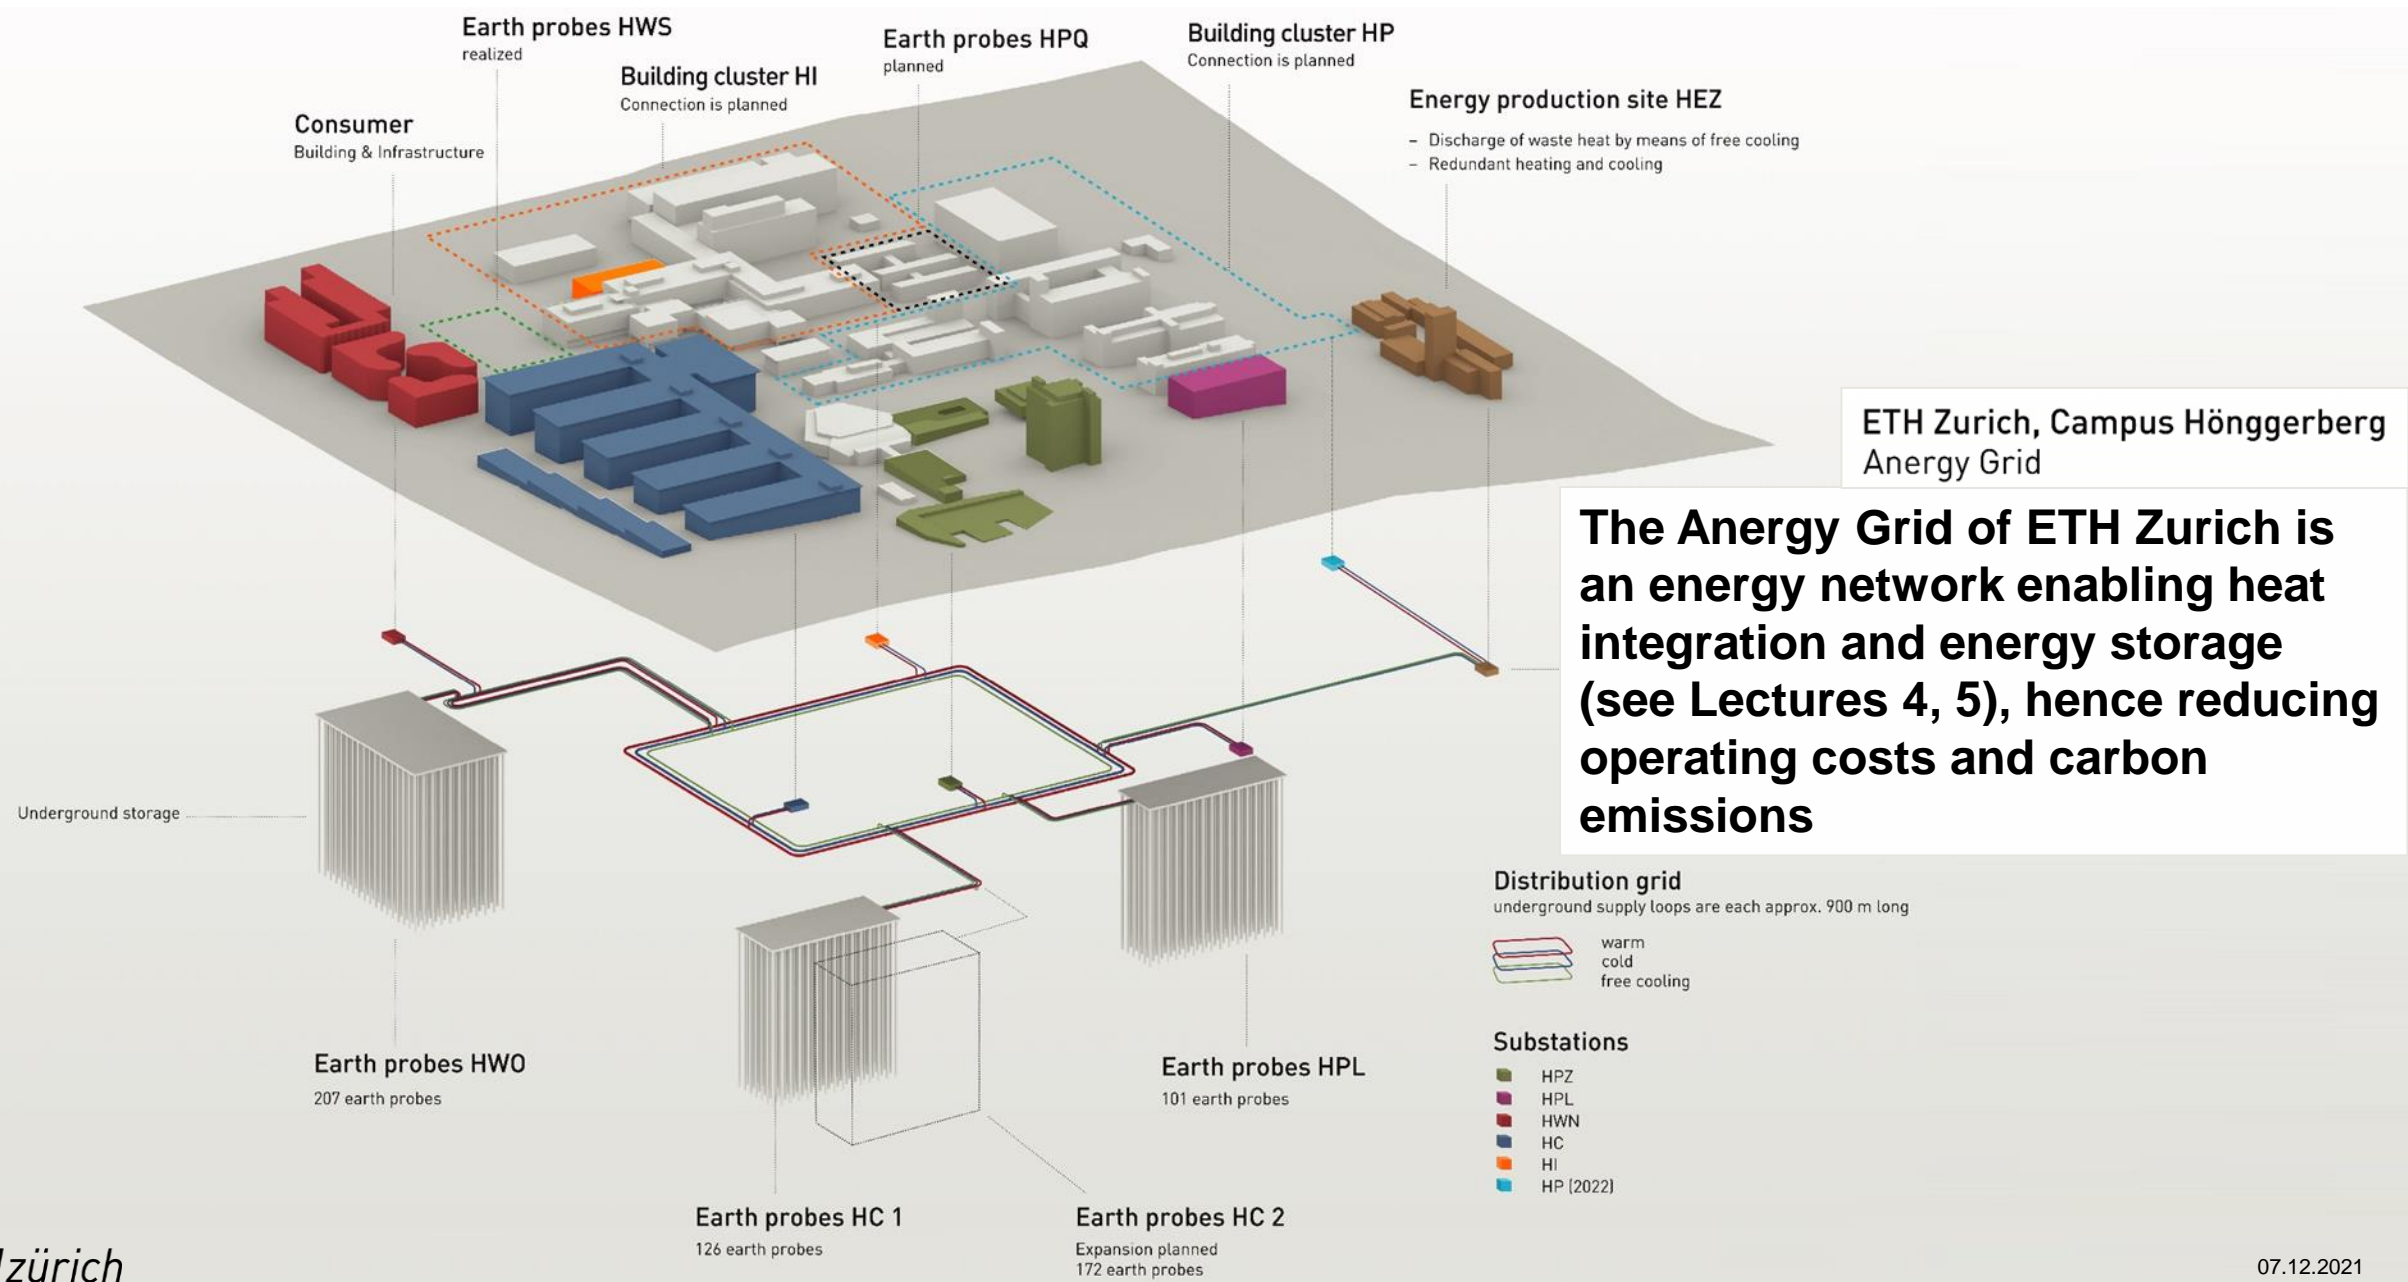 Earth probes HWS
realized
Building cluster HI
Connection is planned
Earth probes HPQ
planned
Building cluster HP
Connection is planned
Consumer
Building & Infrastructure
Energy production site HEZ
– Discharge of waste heat by means of free cooling
– Redundant heating and cooling
ETH Zurich, Campus Hönggerberg
Anergy Grid
The Anergy Grid of ETH Zurich is
an energy network enabling heat
integration and energy storage
(see Lectures 4, 5), hence reducing
operating costs and carbon
emissions
Underground storage
Distribution grid
underground supply loops are each approx. 900 m long
warm
cold
free cooling
Earth probes HWO
207 earth probes
Earth probes HPL
101 earth probes
Substations
HPZ
HPL
HWN
HC
HI
HP (2022)
Earth probes HC 1
126 earth probes
Earth probes HC 2
Expansion planned
172 earth probes
zürich
07.12.2021